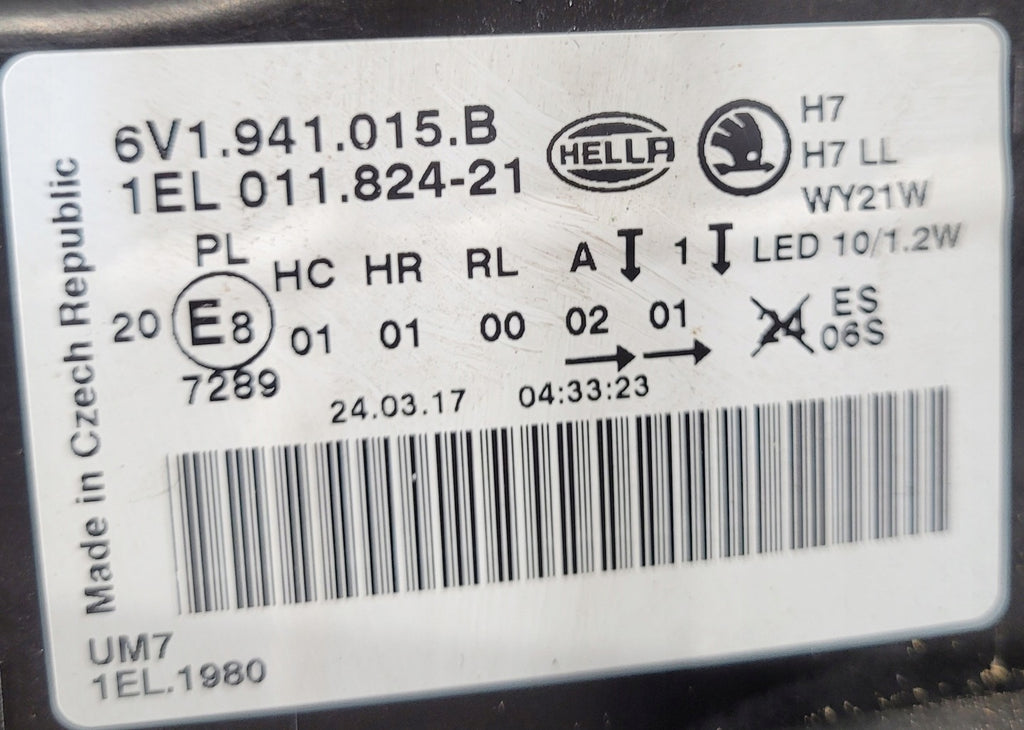 6V1.941.015.B
1EL 011.824-21
HELLA
H7
H7 LL
WY21W
LED 10/1.2W
PL HC HR RL A 1
20 E8 01 01 00 02 01
7289
24 ES
06S
24.03.17 04:33:23
Made in Czech Republic
UM7
1EL.1980